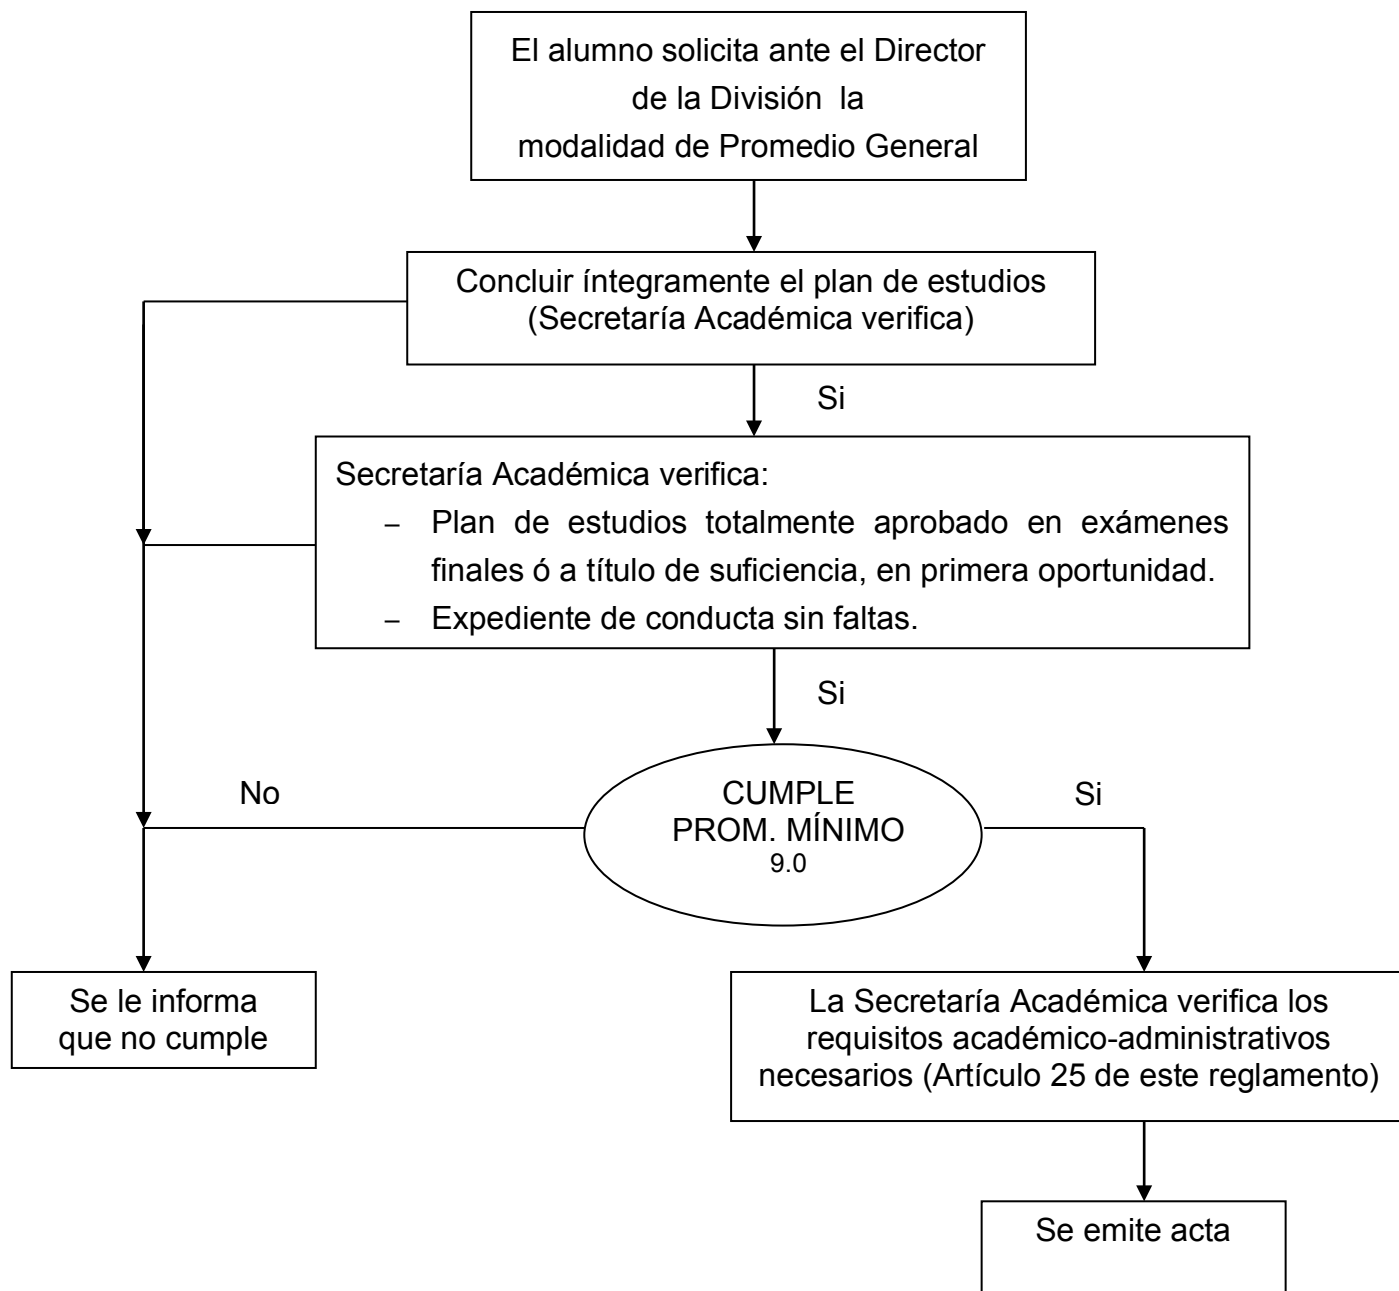 El alumno solicita ante el Director
de la División la
modalidad de Promedio General
Concluir íntegramente el plan de estudios
(Secretaría Académica verifica)
Si
Secretaría Académica verifica:
– Plan de estudios totalmente aprobado en exámenes
finales ó a título de suficiencia, en primera oportunidad.
– Expediente de conducta sin faltas.
Si
No
CUMPLE
PROM. MÍNIMO
9.0
Si
Se le informa
que no cumple
La Secretaría Académica verifica los
requisitos académico-administrativos
necesarios (Artículo 25 de este reglamento)
Se emite acta